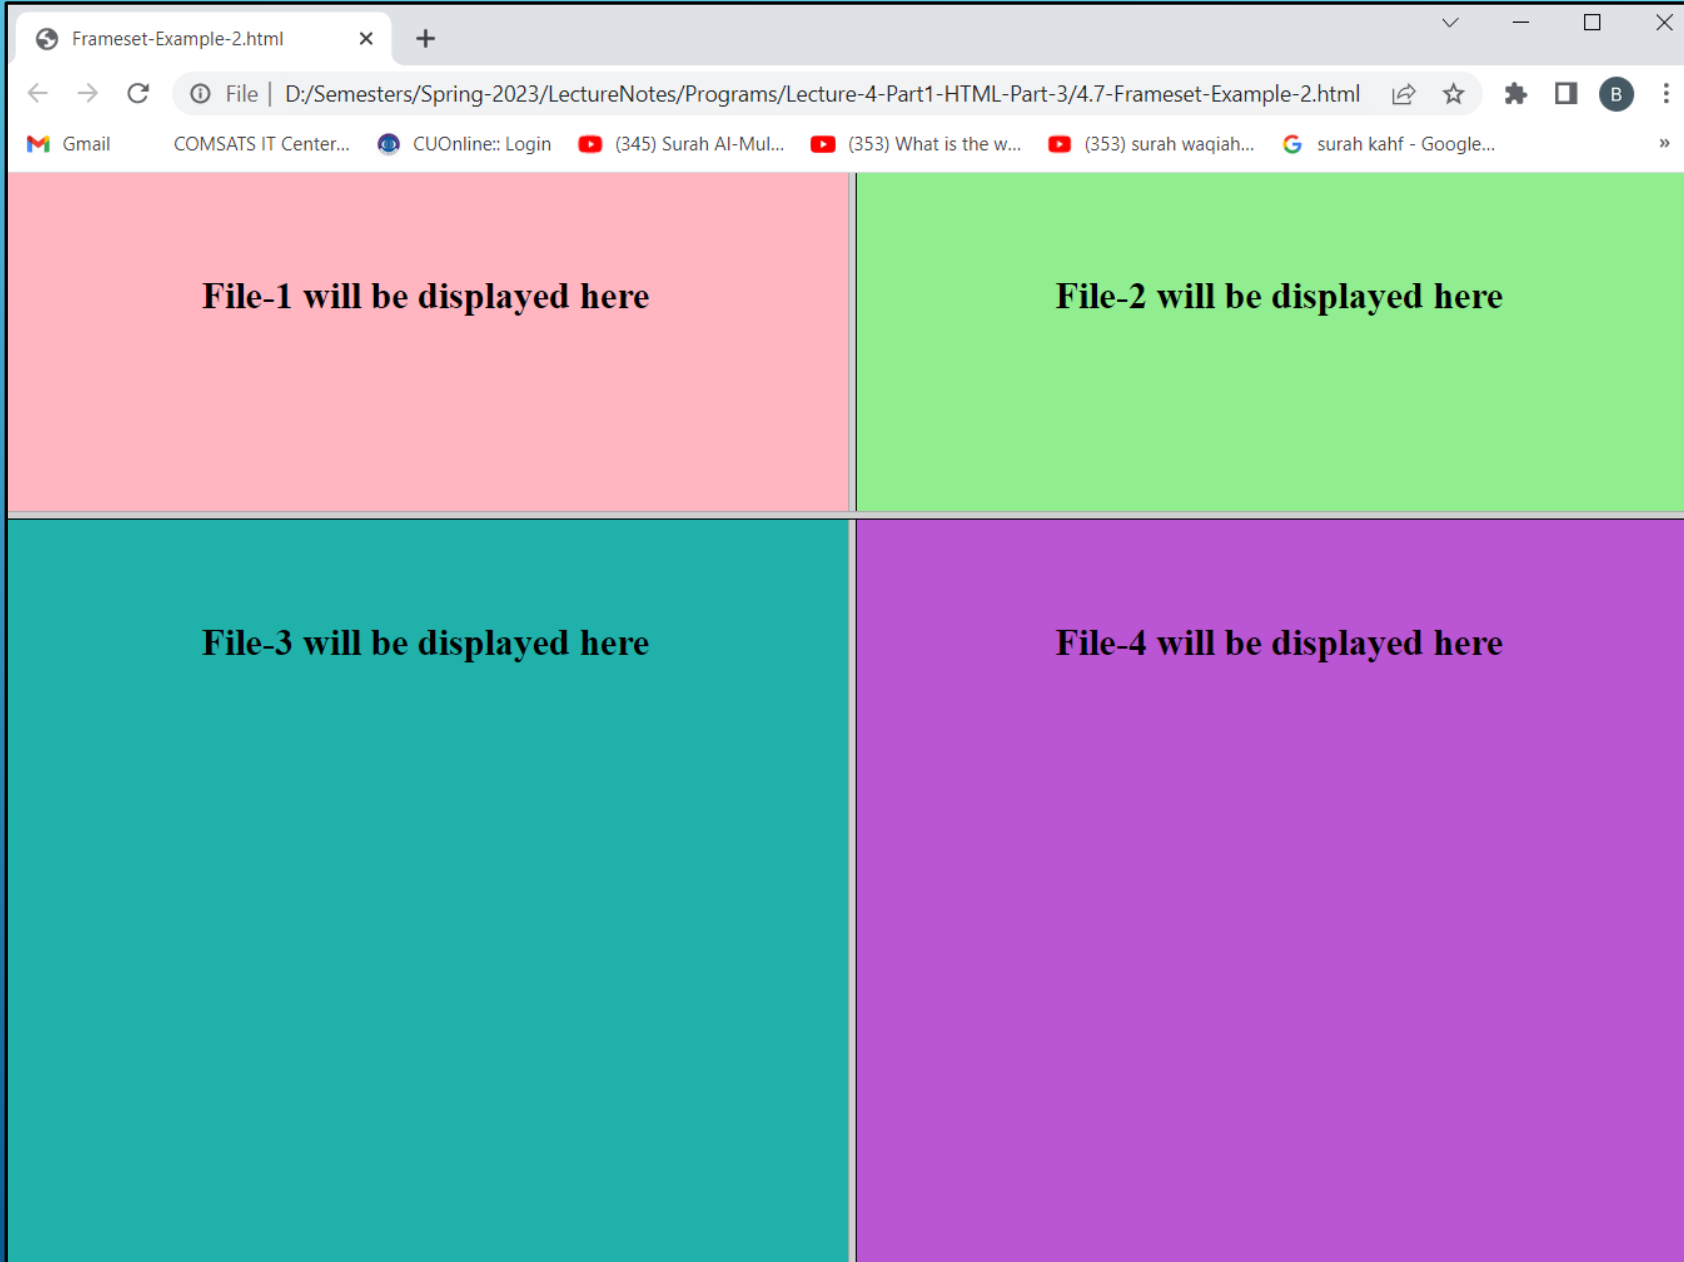 Frameset-Example-2.html
File | D:/Semesters/Spring-2023/LectureNotes/Programs/Lecture-4-Part1-HTML-Part-3/4.7-Frameset-Example-2.html
B
Gmail COMSATS IT Center... CUOnline:: Login (345) Surah Al-Mul... (353) What is the w... (353) surah waqiah... surah kahf - Google... »
File-1 will be displayed here
File-2 will be displayed here
File-3 will be displayed here
File-4 will be displayed here